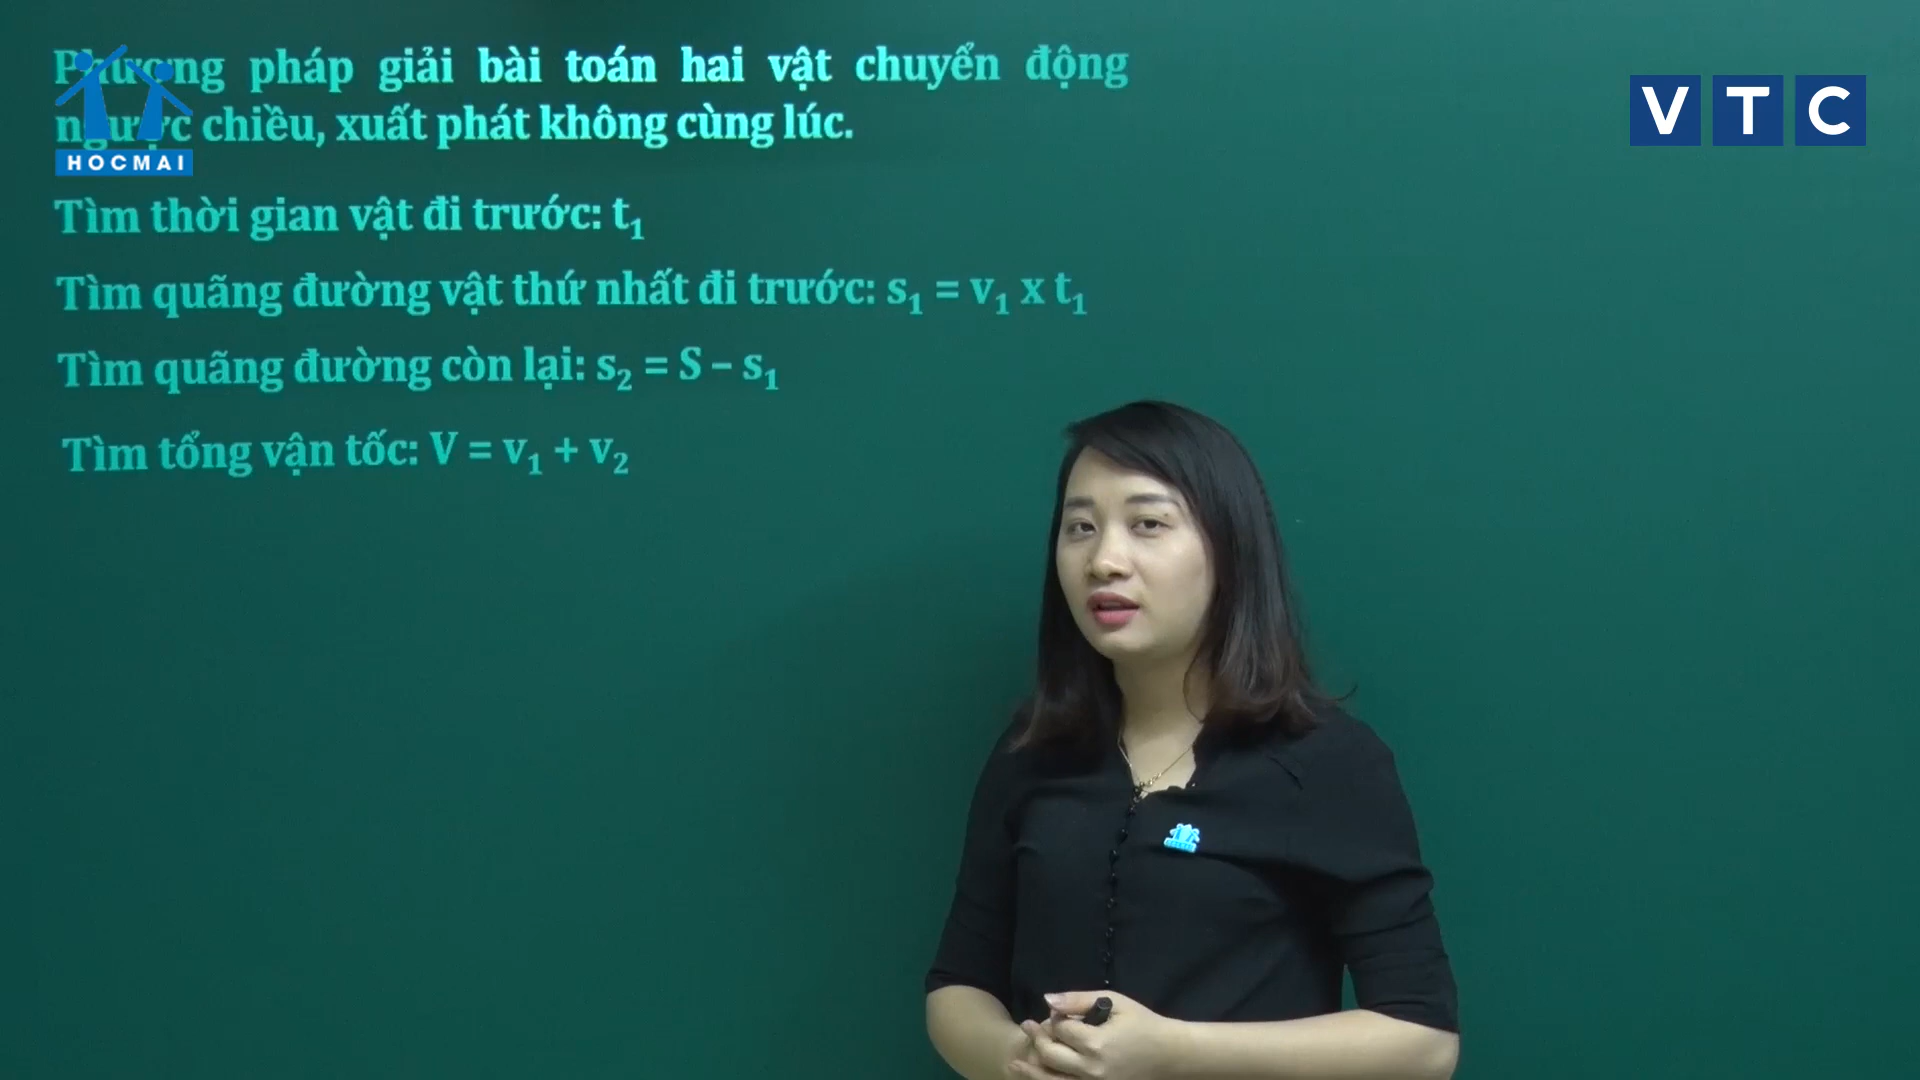 Phương pháp giải bài toán hai vật chuyển động
ngược chiều, xuất phát không cùng lúc.
HOCMAI
VTC
Tìm thời gian vật đi trước: t₁
Tìm quãng đường vật thứ nhất đi trước: s₁ = v₁ x t₁
Tìm quãng đường còn lại: s₂ = S – s₁
Tìm tổng vận tốc: V = v₁ + v₂